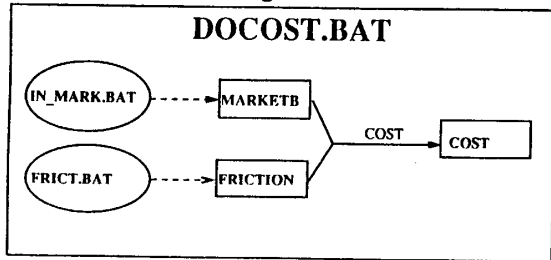 DOCOST.BAT
IN_MARK.BAT
MARKETB
COST
COST
FRICT.BAT
FRICTION